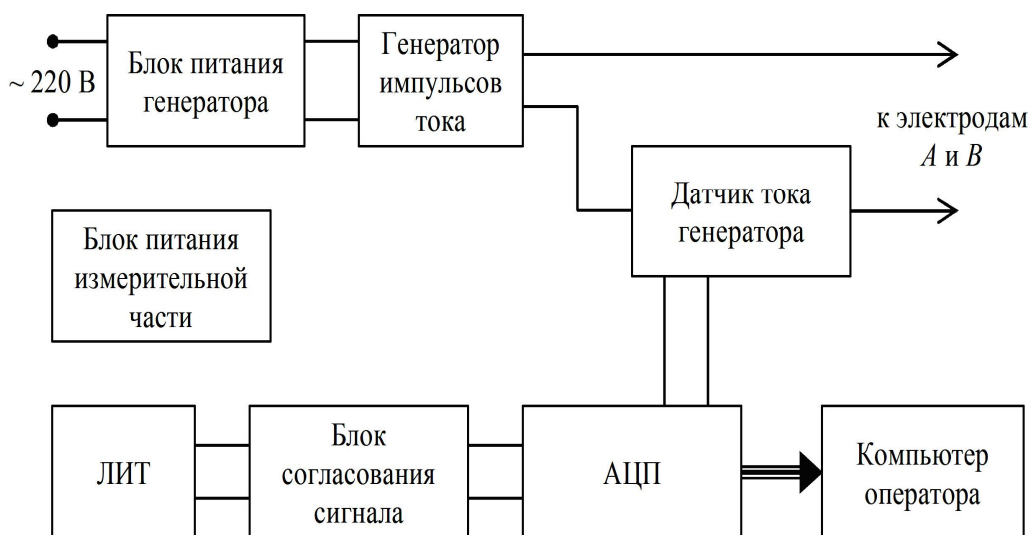 ~ 220 В
Блок питания
генератора
Генератор
импульсов
тока
к электродам
A и B
Датчик тока
генератора
Блок питания
измерительной
части
ЛИТ
Блок
согласования
сигнала
АЦП
Компьютер
оператора